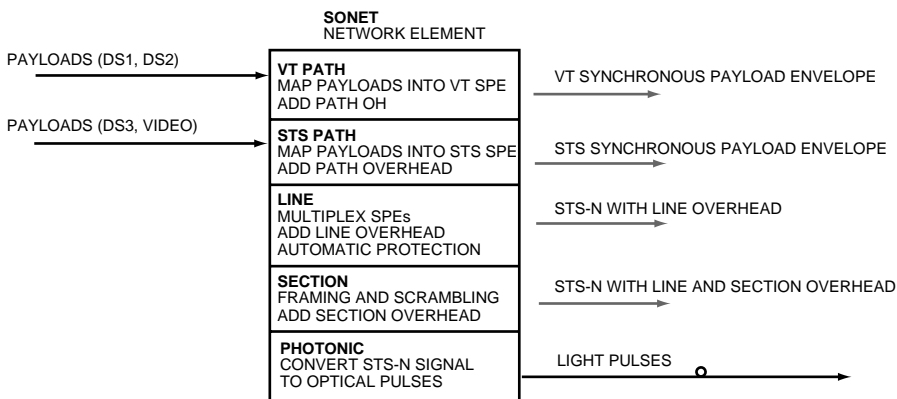 SONET
NETWORK ELEMENT
PAYLOADS (DS1, DS2)
VT PATH
MAP PAYLOADS INTO VT SPE
ADD PATH OH
VT SYNCHRONOUS PAYLOAD ENVELOPE
PAYLOADS (DS3, VIDEO)
STS PATH
MAP PAYLOADS INTO STS SPE
ADD PATH OVERHEAD
STS SYNCHRONOUS PAYLOAD ENVELOPE
LINE
MULTIPLEX SPEs
ADD LINE OVERHEAD
AUTOMATIC PROTECTION
STS-N WITH LINE OVERHEAD
SECTION
FRAMING AND SCRAMBLING
ADD SECTION OVERHEAD
STS-N WITH LINE AND SECTION OVERHEAD
PHOTONIC
CONVERT STS-N SIGNAL
TO OPTICAL PULSES
LIGHT PULSES